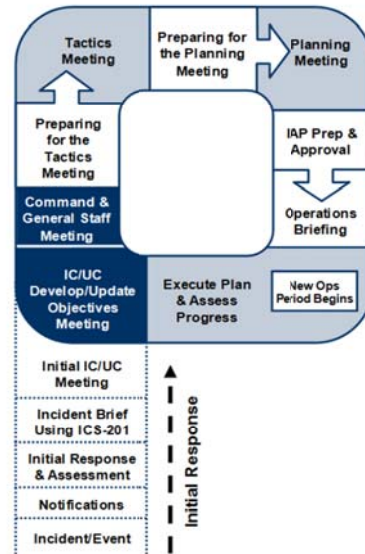 Tactics
Meeting
Preparing for
the Planning
Meeting
Planning
Meeting
Preparing
for the
Tactics
Meeting
IAP Prep &
Approval
Command &
General Staff
Meeting
Operations
Briefing
IC/UC
Develop/Update
Objectives
Meeting
Execute Plan
& Assess
Progress
New Ops
Period Begins
Initial IC/UC
Meeting
Incident Brief
Using ICS-201
Initial Response
& Assessment
Notifications
Incident/Event
Initial Response